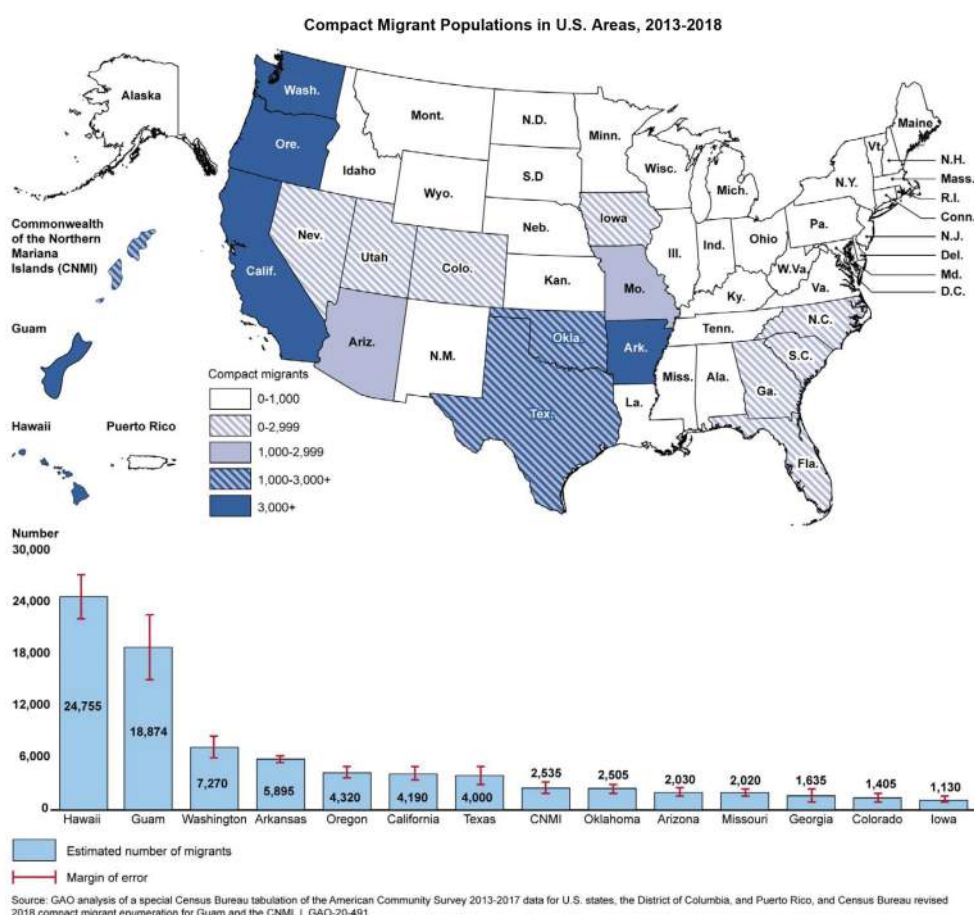 Compact Migrant Populations in U.S. Areas, 2013-2018
Alaska
Wash.
Ore.
Calif.
Idaho
Nev.
Mont.
Wyo.
Utah
Ariz.
Colo.
N.M.
N.D.
S.D
Neb.
Kan.
Okla.
Tex.
Minn.
Iowa
Mo.
Ark.
La.
Wisc.
Ill.
Mich.
Ind.
Ohio
Ky.
Tenn.
Miss.
Ala.
Ga.
Fla.
S.C.
N.C.
Va.
W.Va.
Pa.
N.Y.
Vt.
Maine
N.H.
Mass.
R.I.
Conn.
N.J.
Del.
Md.
D.C.
Commonwealth
of the Northern
Mariana
Islands (CNMI)
Guam
Hawaii
Puerto Rico
Compact migrants
0-1,000
0-2,999
1,000-2,999
1,000-3,000+
3,000+
Number
30,000
24,000
18,000
12,000
6,000
0
24,755
18,874
7,270
5,895
4,320
4,190
4,000
2,535
2,505
2,030
2,020
1,635
1,405
1,130
Hawaii
Guam
Washington
Arkansas
Oregon
California
Texas
CNMI
Oklahoma
Arizona
Missouri
Georgia
Colorado
Iowa
Estimated number of migrants
Margin of error
Source: GAO analysis of a special Census Bureau tabulation of the American Community Survey 2013-2017 data for U.S. states, the District of Columbia, and Puerto Rico, and Census Bureau revised
2018 compact migrant enumeration for Guam and the CNMI. | GAO-20-491